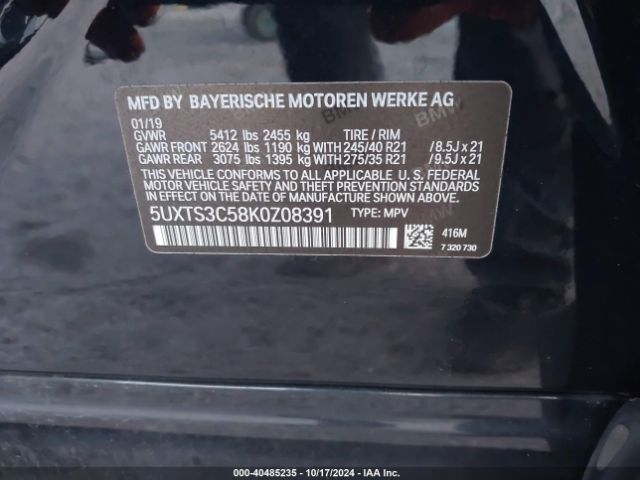 MFD BY BAYERISCHE MOTOREN WERKE AG
01/19
GVWR 5412 lbs 2455 kg TIRE / RIM
GAWR FRONT 2624 lbs 1190 kg WITH 245/40 R21 / 8.5J x 21
GAWR REAR 3075 lbs 1395 kg WITH 275/35 R21 / 9.5J x 21
THIS VEHICLE CONFORMS TO ALL APPLICABLE U. S. FEDERAL
MOTOR VEHICLE SAFETY, BUMPER, AND THEFT PREVENTION
STANDARDS IN EFFECT ON THE DATE OF MANUFACTURE SHOWN ABOVE.
5UXTS3C58K0Z08391 TYPE: MPV
416M
7 320 730
000-40485235 - 10/17/2024 - IAA Inc.